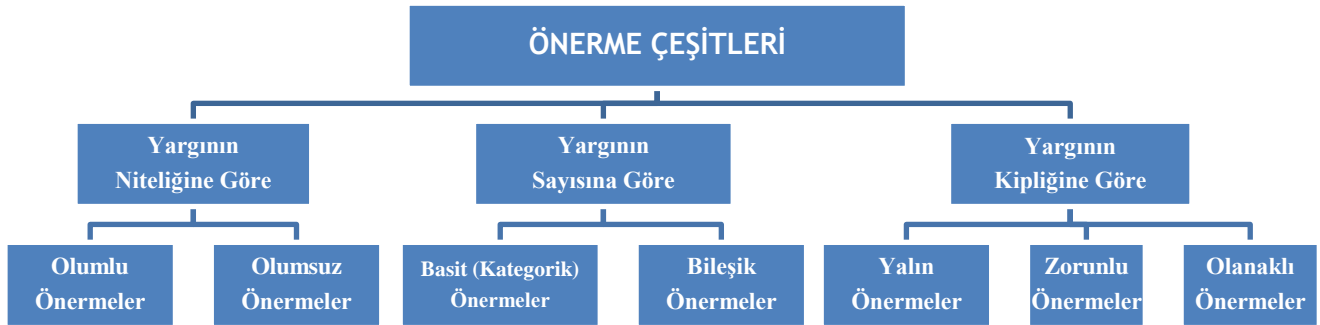 ÖNERME ÇEŞİTLERİ
Yargının
Niteliğine Göre
Yargının
Sayısına Göre
Yargının
Kipliğine Göre
Olumlu
Önermeler
Olumsuz
Önermeler
Basit (Kategorik)
Önermeler
Bileşik
Önermeler
Yalın
Önermeler
Zorunlu
Önermeler
Olanaklı
Önermeler